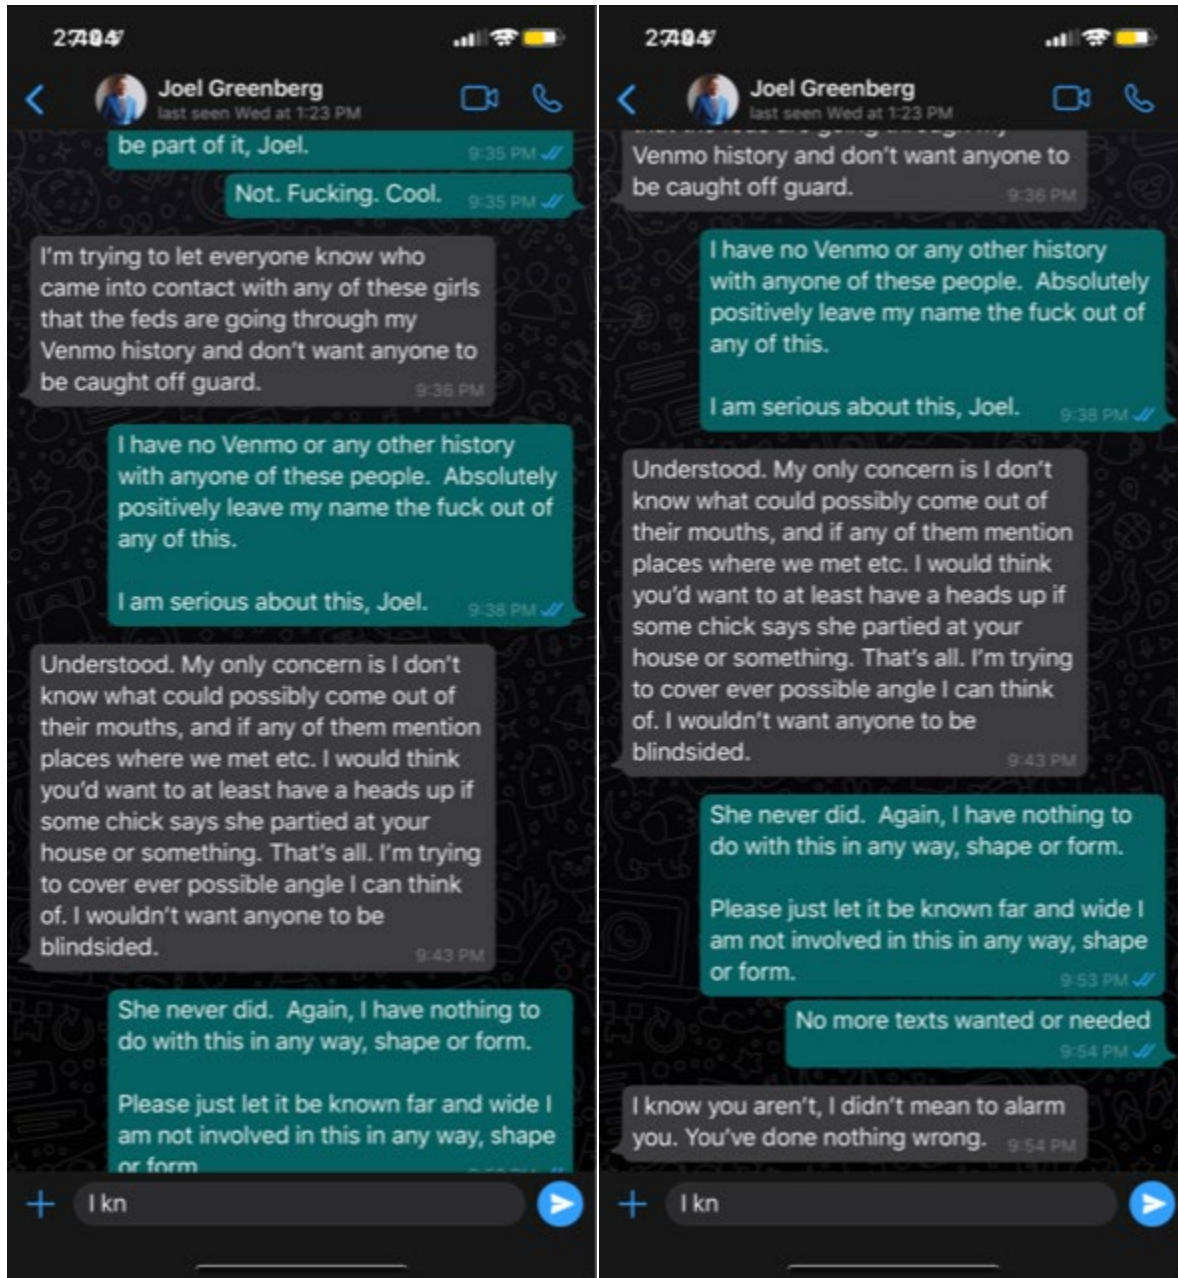 Joel Greenberg
last seen Wed at 1:23 PM
be part of it, Joel.
9:35 PM
Not. Fucking. Cool.
9:35 PM
I'm trying to let everyone know who
came into contact with any of these girls
that the feds are going through my
Venmo history and don't want anyone to
be caught off guard.
9:36 PM
I have no Venmo or any other history
with anyone of these people. Absolutely
positively leave my name the fuck out of
any of this.
I am serious about this, Joel.
9:38 PM
Understood. My only concern is I don't
know what could possibly come out of
their mouths, and if any of them mention
places where we met etc. I would think
you'd want to at least have a heads up if
some chick says she partied at your
house or something. That's all. I'm trying
to cover ever possible angle I can think
of. I wouldn't want anyone to be
blindsided.
9:43 PM
She never did. Again, I have nothing to
do with this in any way, shape or form.
Please just let it be known far and wide I
am not involved in this in any way, shape
or form
I kn
Joel Greenberg
last seen Wed at 1:23 PM
that the feds are going through my
Venmo history and don't want anyone to
be caught off guard.
9:36 PM
I have no Venmo or any other history
with anyone of these people. Absolutely
positively leave my name the fuck out of
any of this.
I am serious about this, Joel.
9:38 PM
Understood. My only concern is I don't
know what could possibly come out of
their mouths, and if any of them mention
places where we met etc. I would think
you'd want to at least have a heads up if
some chick says she partied at your
house or something. That's all. I'm trying
to cover ever possible angle I can think
of. I wouldn't want anyone to be
blindsided.
9:43 PM
She never did. Again, I have nothing to
do with this in any way, shape or form.
Please just let it be known far and wide I
am not involved in this in any way, shape
or form.
9:53 PM
No more texts wanted or needed
9:54 PM
I know you aren't, I didn't mean to alarm
you. You've done nothing wrong.
9:54 PM
I kn